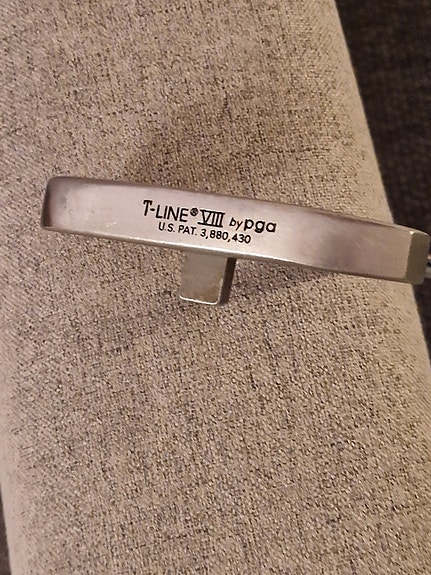 T-LINE® VIII by pga
U.S. PAT. 3,880,430